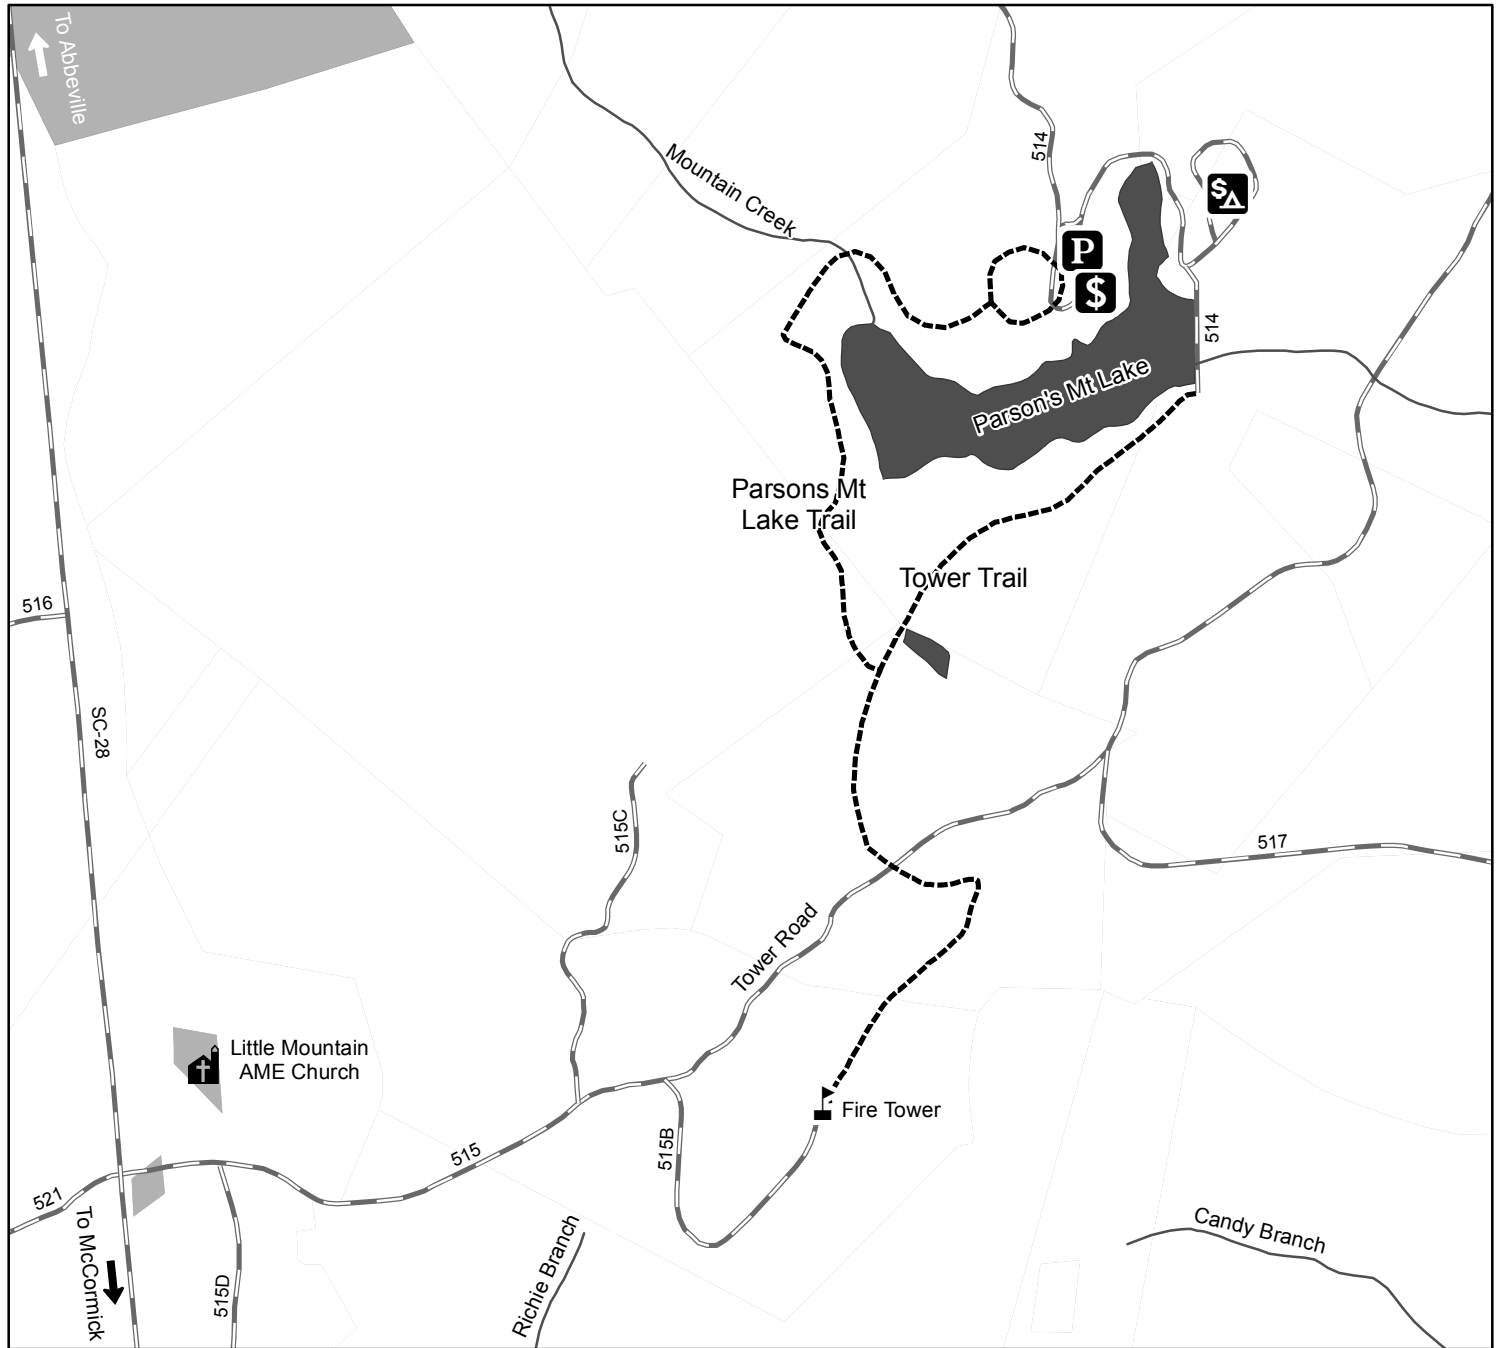 To Abbeville
Mountain Creek
514
$
P
$
514
Parson's Mt Lake
Parsons Mt
Lake Trail
Tower Trail
516
SC-28
515C
517
Tower Road
Little Mountain
AME Church
Fire Tower
515B
515
521
To McCormick
515D
Richie Branch
Candy Branch